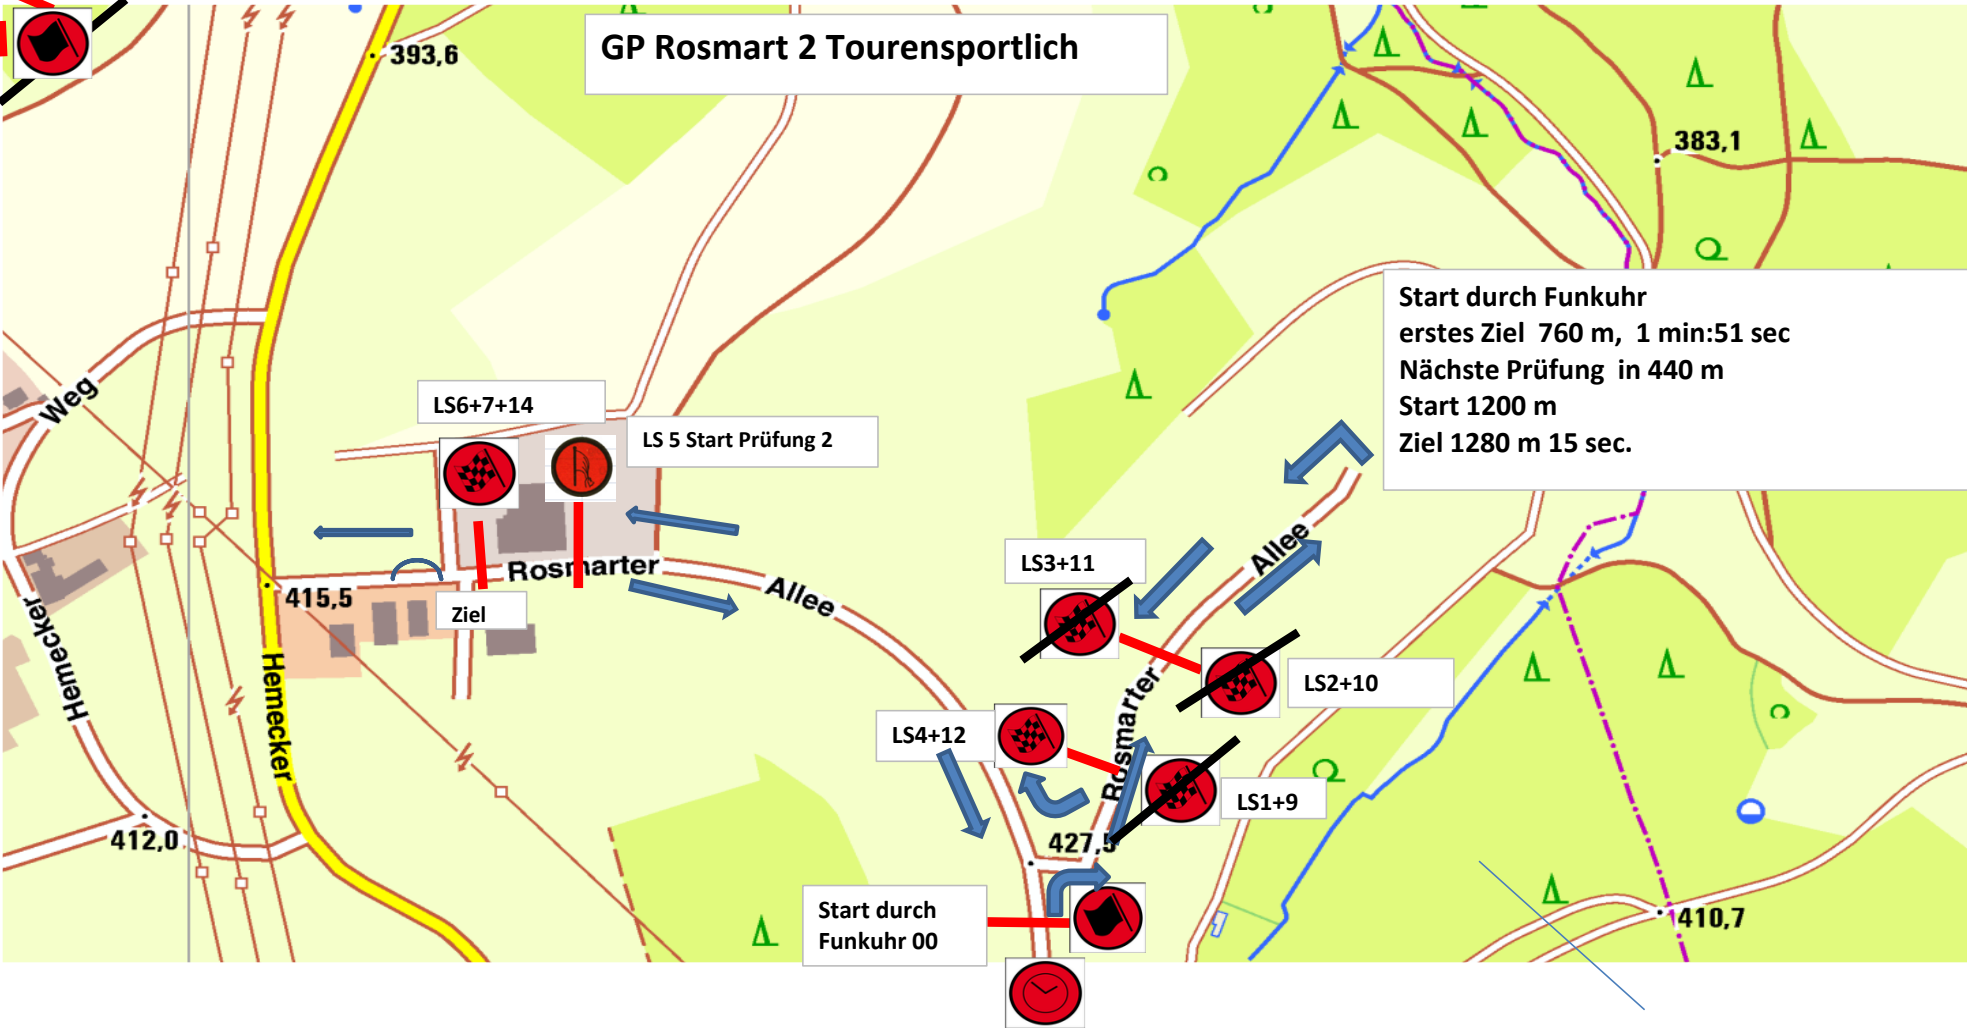 GP Rosmart 2 Tourensportlich
393,6
383,1
Start durch Funkuhr
erstes Ziel 760 m, 1 min:51 sec
Nächste Prüfung in 440 m
Start 1200 m
Ziel 1280 m 15 sec.
Weg
LS6+7+14
LS 5 Start Prüfung 2
Rosmarter
Allee
415,5
Ziel
Hemecker
Hemecker
Allee
LS3+11
LS2+10
Rosmarter
LS4+12
LS1+9
427,5
412,0
Start durch
Funkuhr 00
410,7